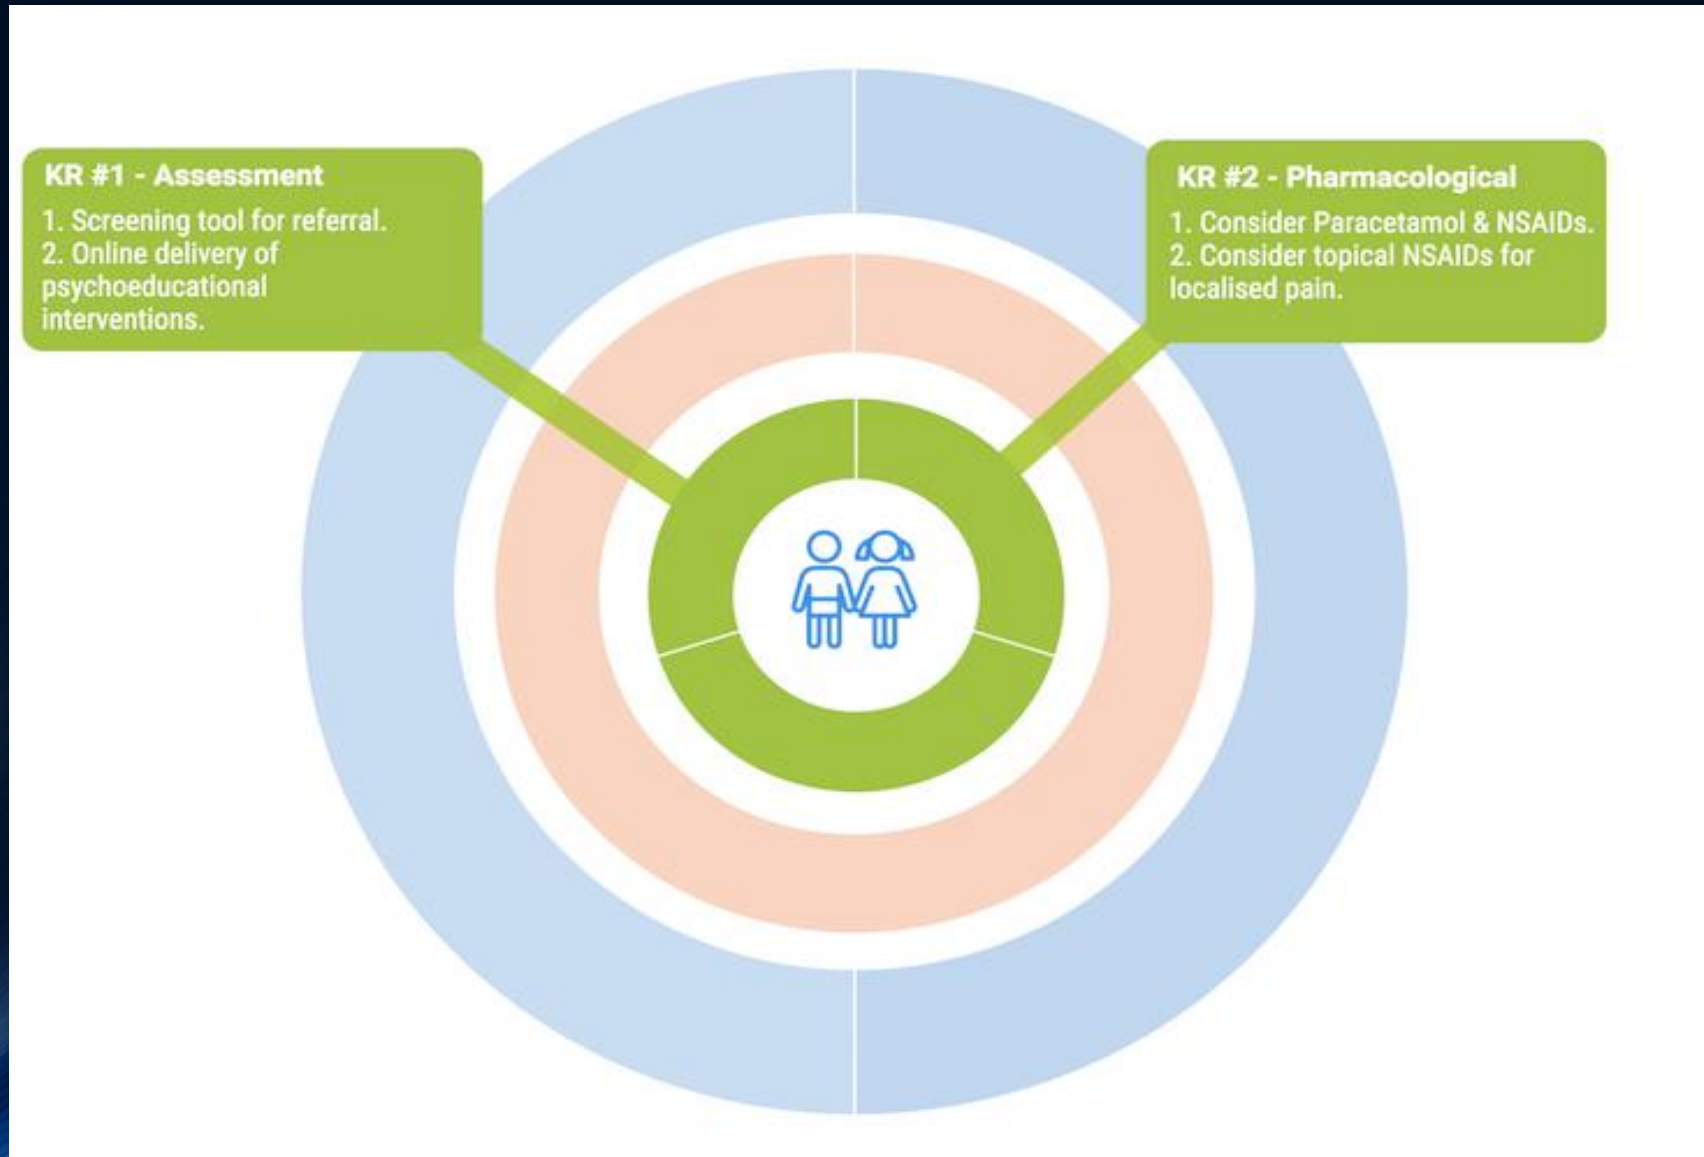 KR #1 - Assessment
1. Screening tool for referral.
2. Online delivery of
psychoeducational
interventions.
KR #2 - Pharmacological
1. Consider Paracetamol & NSAIDs.
2. Consider topical NSAIDs for
localised pain.